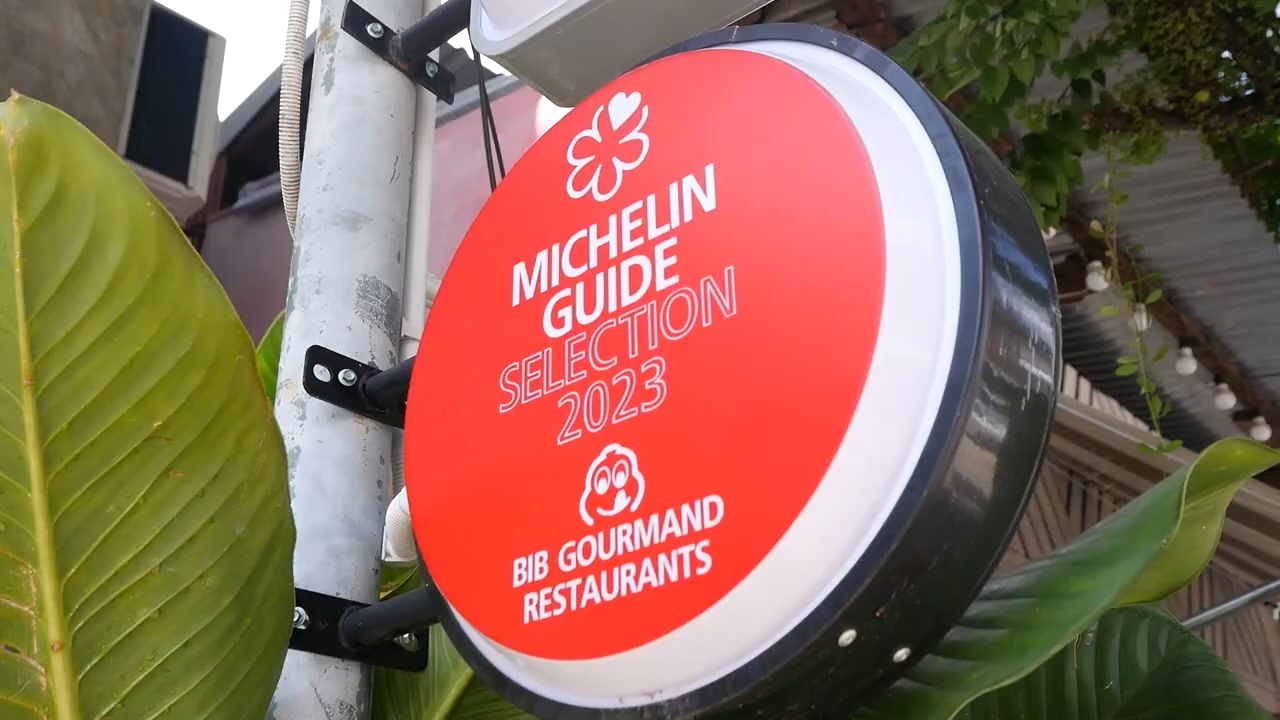 MICHELIN
GUIDE
SELECTION
2023
BIB GOURMAND
RESTAURANTS